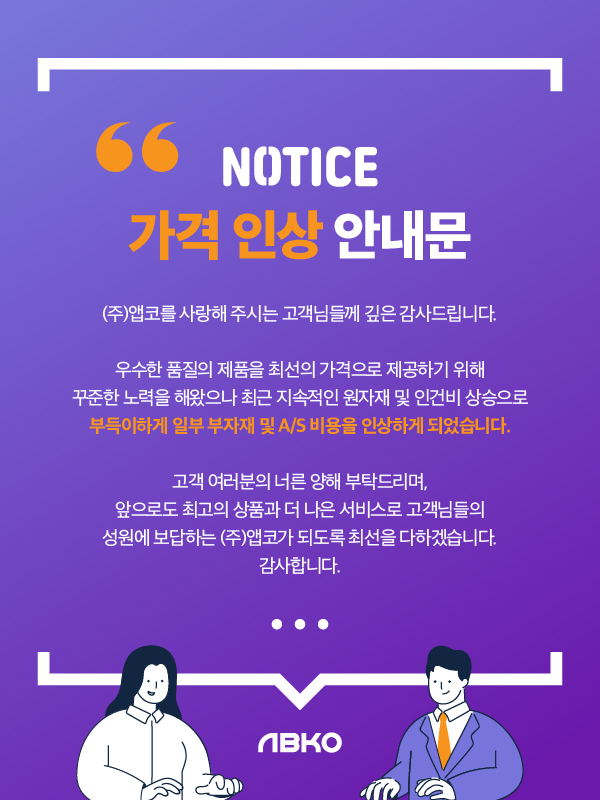 NOTICE
가격 인상 안내문
(주)앱코를 사랑해 주시는 고객님들께 깊은 감사드립니다.
우수한 품질의 제품을 최선의 가격으로 제공하기 위해
꾸준한 노력을 해왔으나 최근 지속적인 원자재 및 인건비 상승으로
부득이하게 일부 부자재 및 A/S 비용을 인상하게 되었습니다.
고객 여러분의 너른 양해 부탁드리며,
앞으로도 최고의 상품과 더 나은 서비스로 고객님들의
성원에 보답하는 (주)앱코가 되도록 최선을 다하겠습니다.
감사합니다.
ABKO